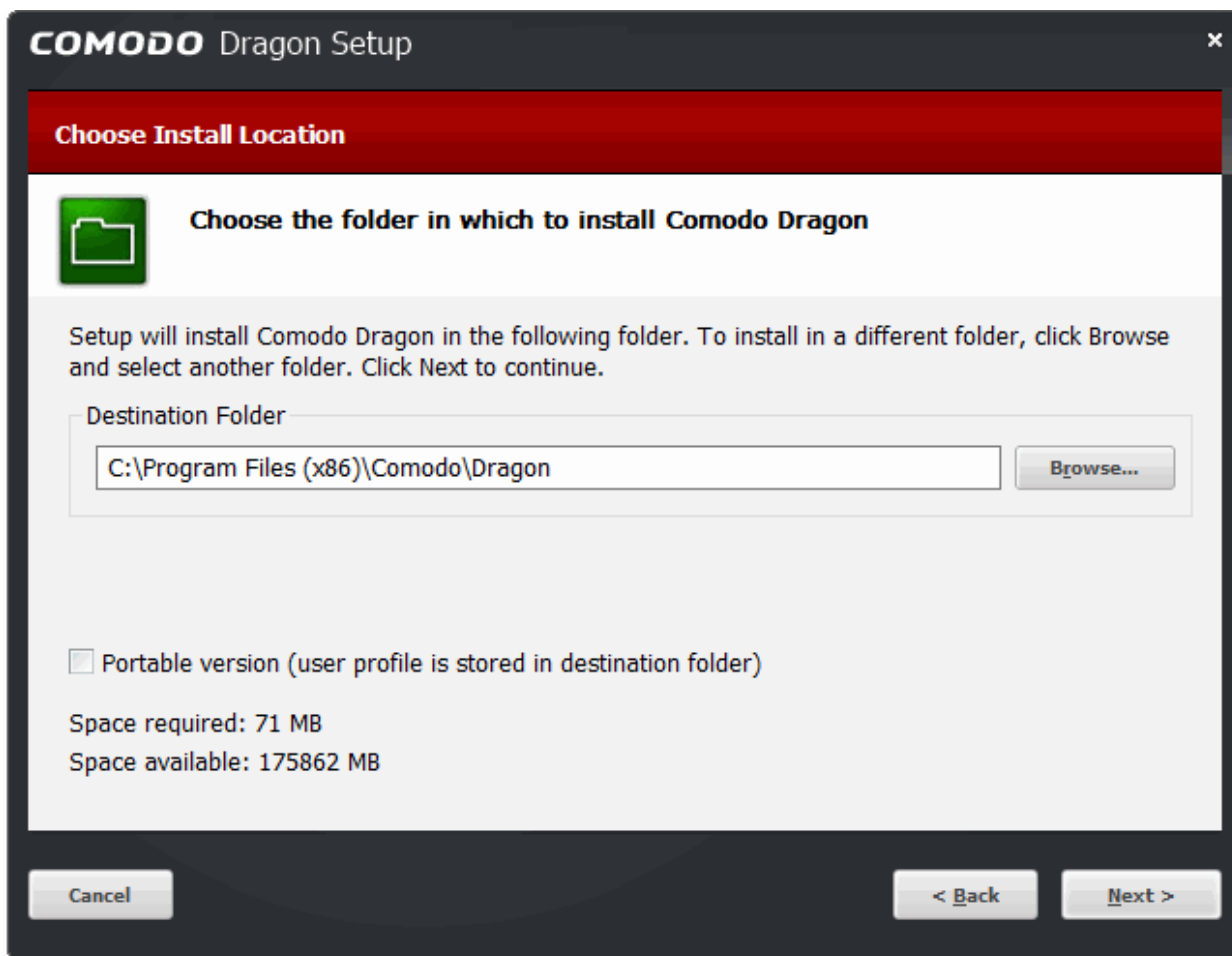 COMODO Dragon Setup
Choose Install Location
Choose the folder in which to install Comodo Dragon
Setup will install Comodo Dragon in the following folder. To install in a different folder, click Browse
and select another folder. Click Next to continue.
Destination Folder
C:\Program Files (x86)\Comodo\Dragon
Browse...
Portable version (user profile is stored in destination folder)
Space required: 71 MB
Space available: 175862 MB
Cancel
< Back
Next >